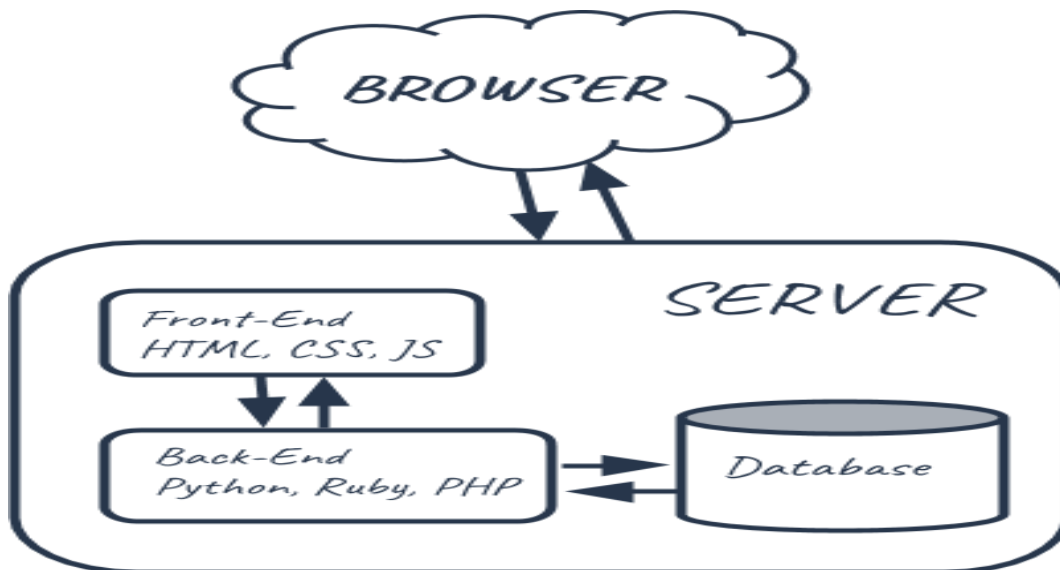 BROWSER
SERVER
Front-End
HTML, CSS, JS
Back-End
Python, Ruby, PHP
Database